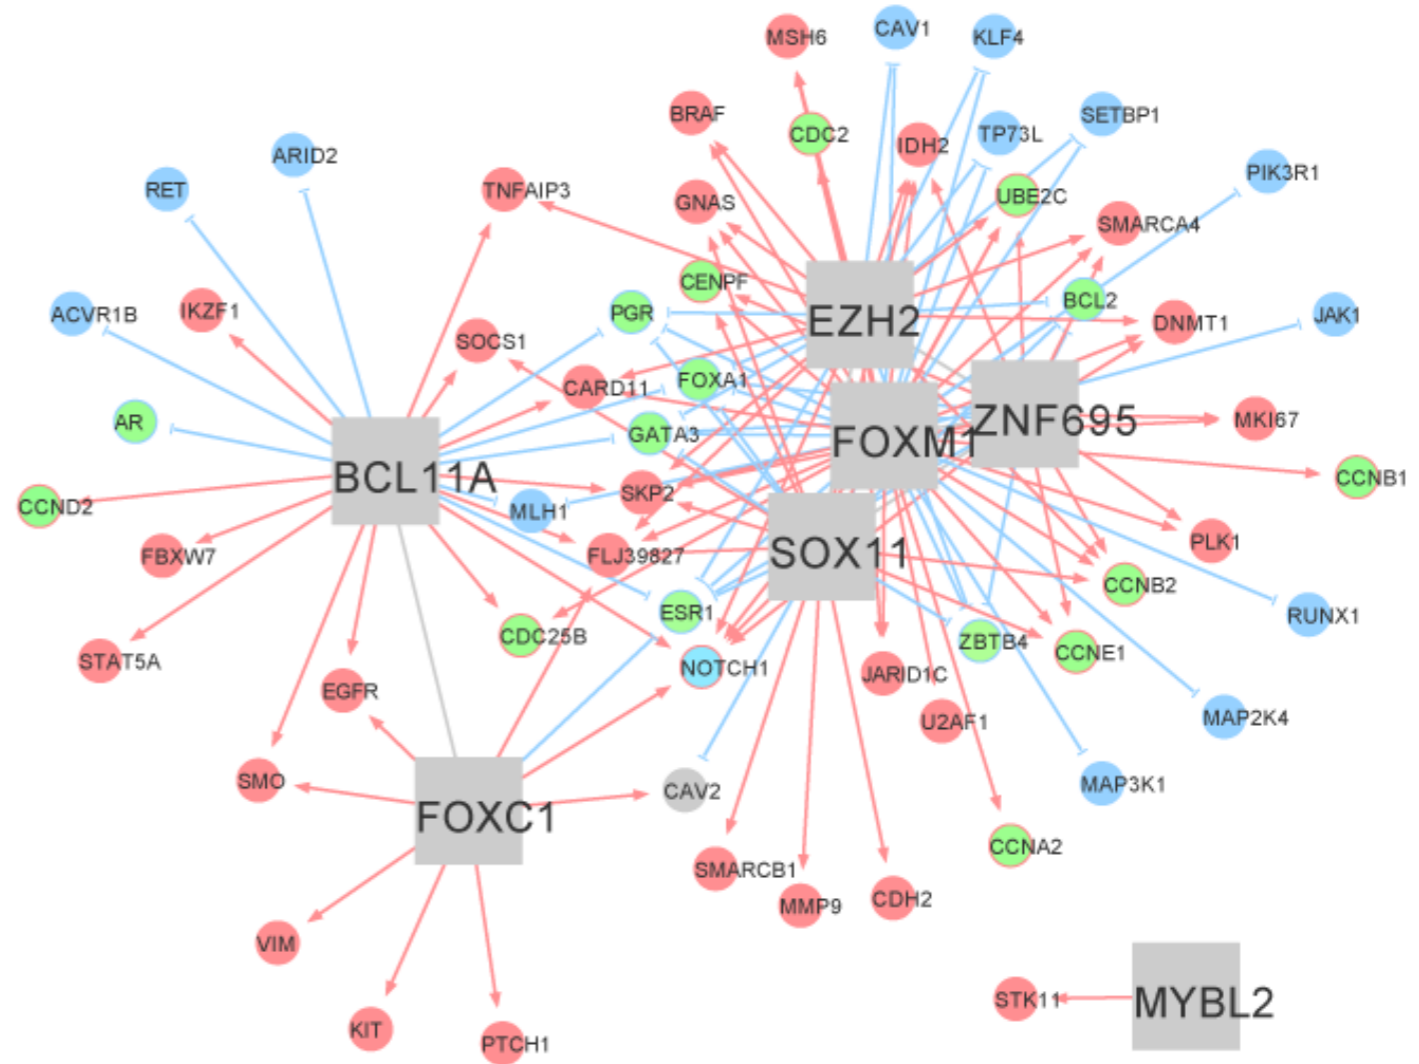 CAV1
KLF4
MSH6
BRAF
CDC2
TP73L
SETBP1
IDH2
ARID2
PIK3R1
RET
TNFAIP3
UBE2C
GNAS
SMARCA4
CENPF
BCL2
PGR
IKZF1
ACVR1B
JAK1
EZH2
DNMT1
SOCS1
FOXA1
CARD11
MKI67
AR
ZNF695
GATA3
FOXM1
BCL11A
CCNB1
SKP2
CCND2
MLH1
PLK1
SOX11
FBXW7
FLJ39827
CCNB2
ESR1
RUNX1
CDC25B
ZBTB4
CCNE1
STAT5A
NOTCH1
JARID1C
EGFR
MAP2K4
U2AF1
SMO
MAP3K1
CAV2
FOXC1
CCNA2
SMARCB1
CDH2
MMP9
VIM
STK11
MYBL2
KIT
PTCH1